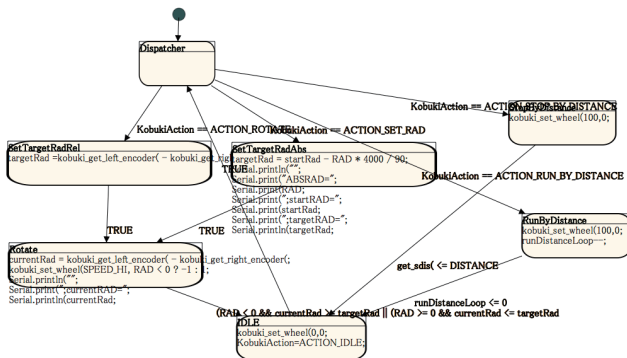 Dispatcher
KobukiAction == ACTION_STOP_BY_DISTANCE
StopByDistance
kobuki_set_wheel(100,0;
KobukiAction == ACTION_ROTATE
KobukiAction == ACTION_SET_RAD
SetTargetRadRel
targetRad =kobuki_get_left_encoder( - kobuki_get_rig
SetTargetRadAbs
targetRad = startRad - RAD * 4000 / 90;
Serial.println("";
Serial.print("ABSRAD=";
Serial.print(RAD;
Serial.print(";startRAD=";
Serial.print(startRad;
Serial.print(";targetRAD=";
Serial.println(targetRad;
TRUE
KobukiAction == ACTION_RUN_BY_DISTANCE
RunByDistance
kobuki_set_wheel(100,0;
runDistanceLoop--;
TRUE
TRUE
Rotate
currentRad = kobuki_get_left_encoder( - kobuki_get_right_encoder(;
kobuki_set_wheel(SPEED_HI, RAD < 0 ? -1 : 1;
Serial.println("";
Serial.print(";currentRAD=";
Serial.println(currentRad;
get_sdis( <= DISTANCE
runDistanceLoop <= 0
(RAD < 0 && currentRad >= targetRad || (RAD >= 0 && currentRad <= targetRad
IDLE
kobuki_set_wheel(0,0;
KobukiAction=ACTION_IDLE;